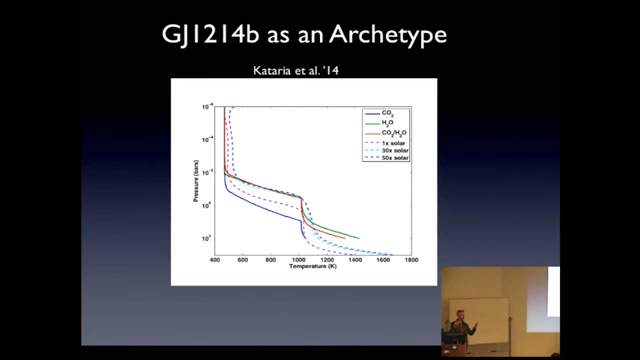 GJ1214b as an Archetype
Kataria et al. '14
CO2
H2O
CO2/H2O
1x solar
30x solar
50x solar
Pressure (bars)
400 600 800 1000 1200 1400 1600 1800
Temperature (K)